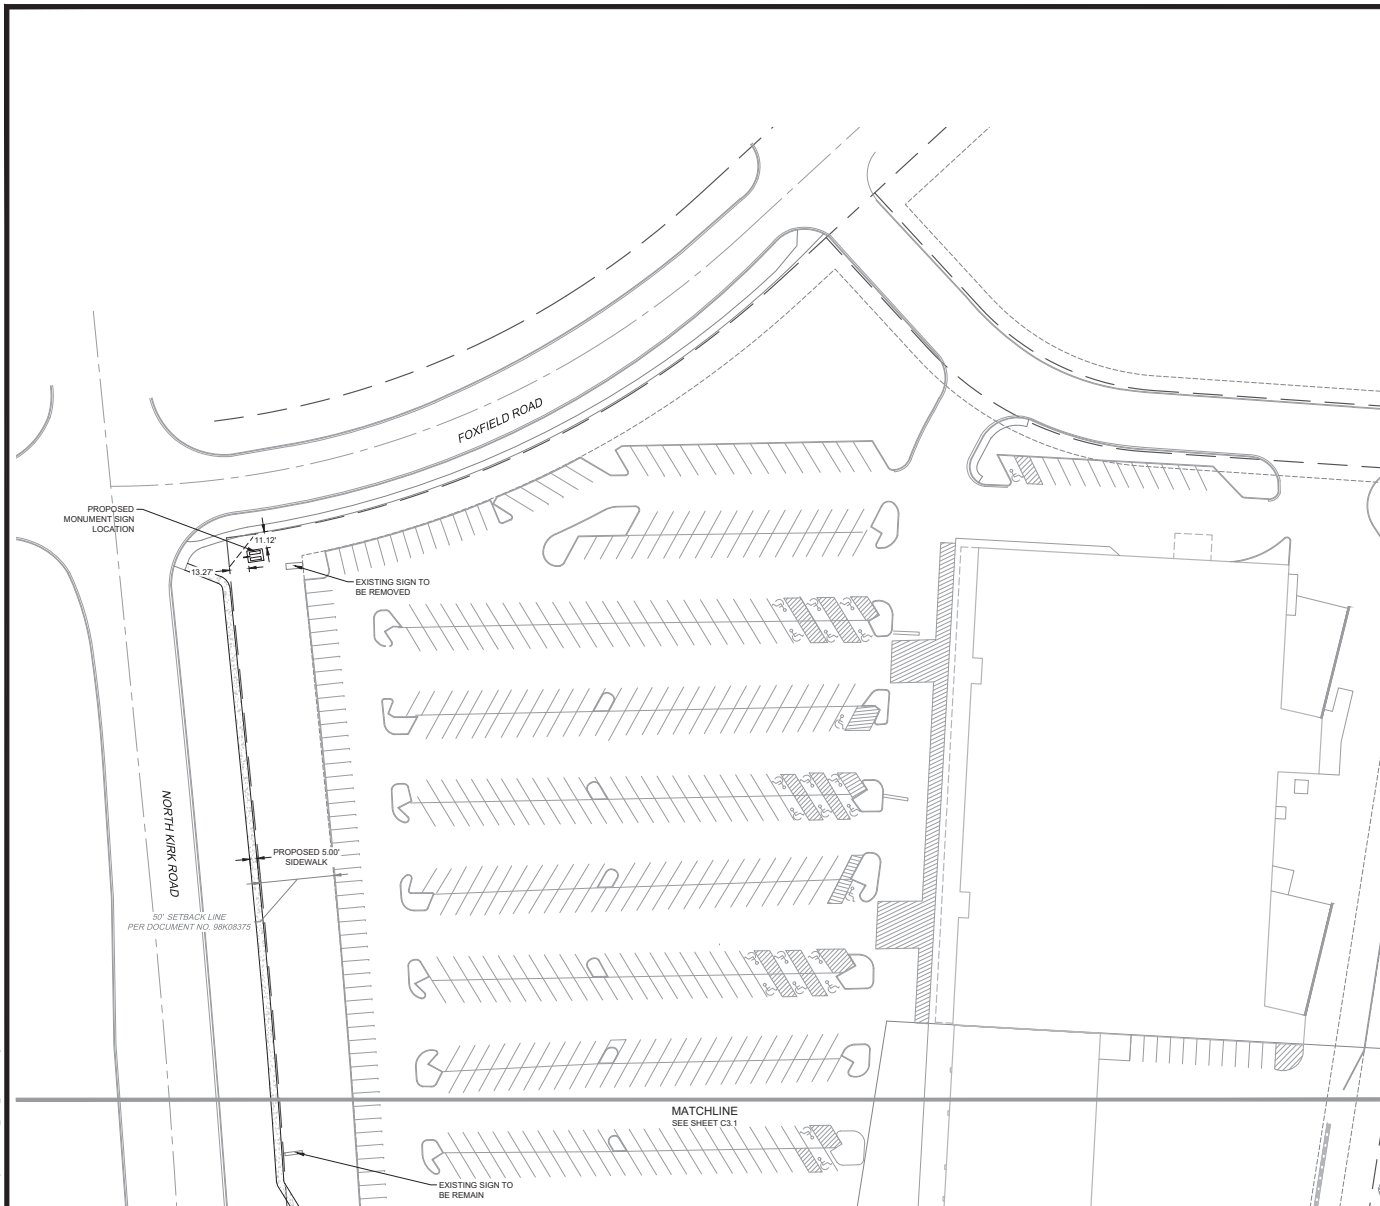 FOXFIELD ROAD
PROPOSED
MONUMENT SIGN
LOCATION
11.12'
13.27'
EXISTING SIGN TO
BE REMOVED
NORTH KIRK ROAD
PROPOSED 5.00'
SIDEWALK
50' SETBACK LINE
PER DOCUMENT NO. 98K08375
MATCHLINE
SEE SHEET C3.1
EXISTING SIGN TO
BE REMAIN